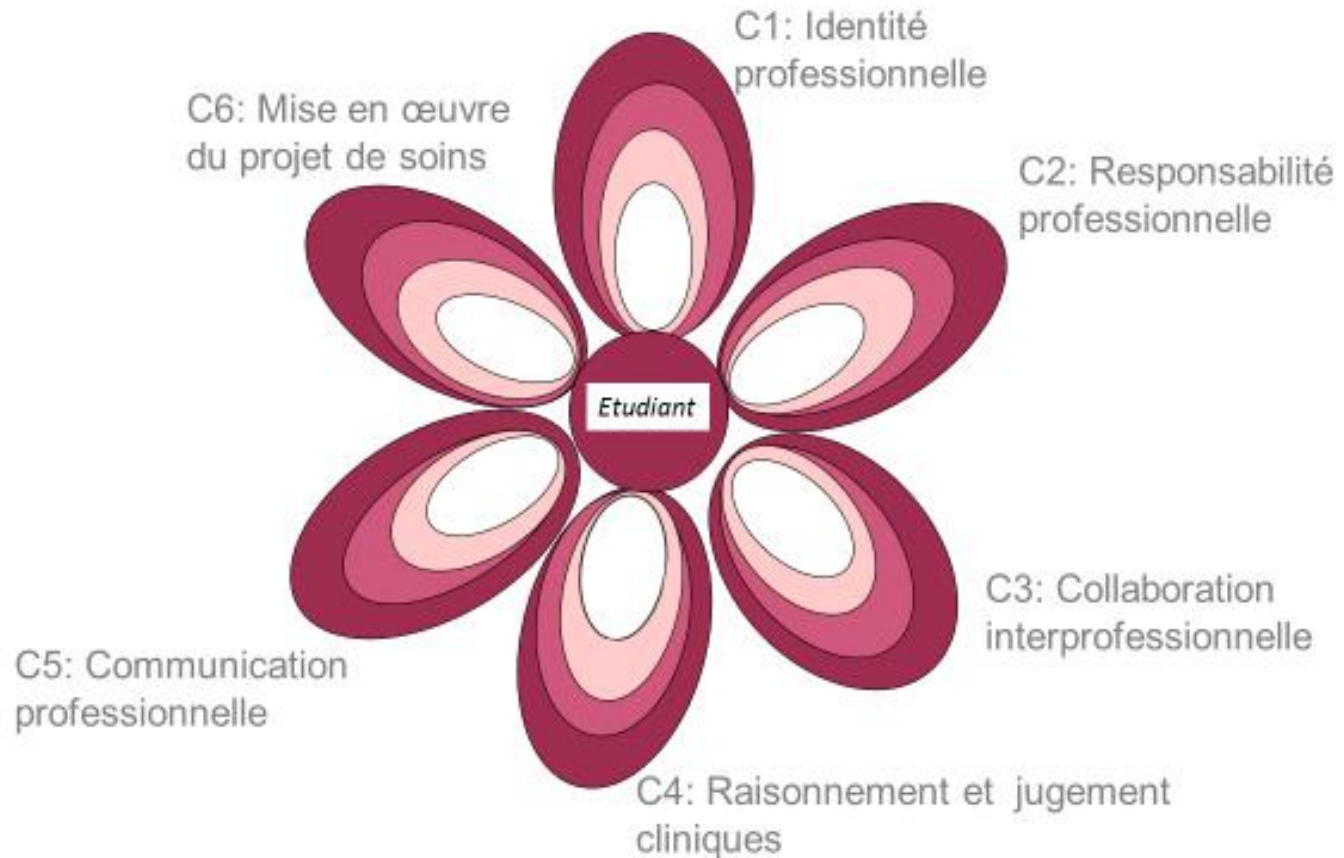 C1: Identité
professionnelle
C2: Responsabilité
professionnelle
C3: Collaboration
interprofessionnelle
C4: Raisonnement et jugement
cliniques
C5: Communication
professionnelle
C6: Mise en œuvre
du projet de soins
Etudiant